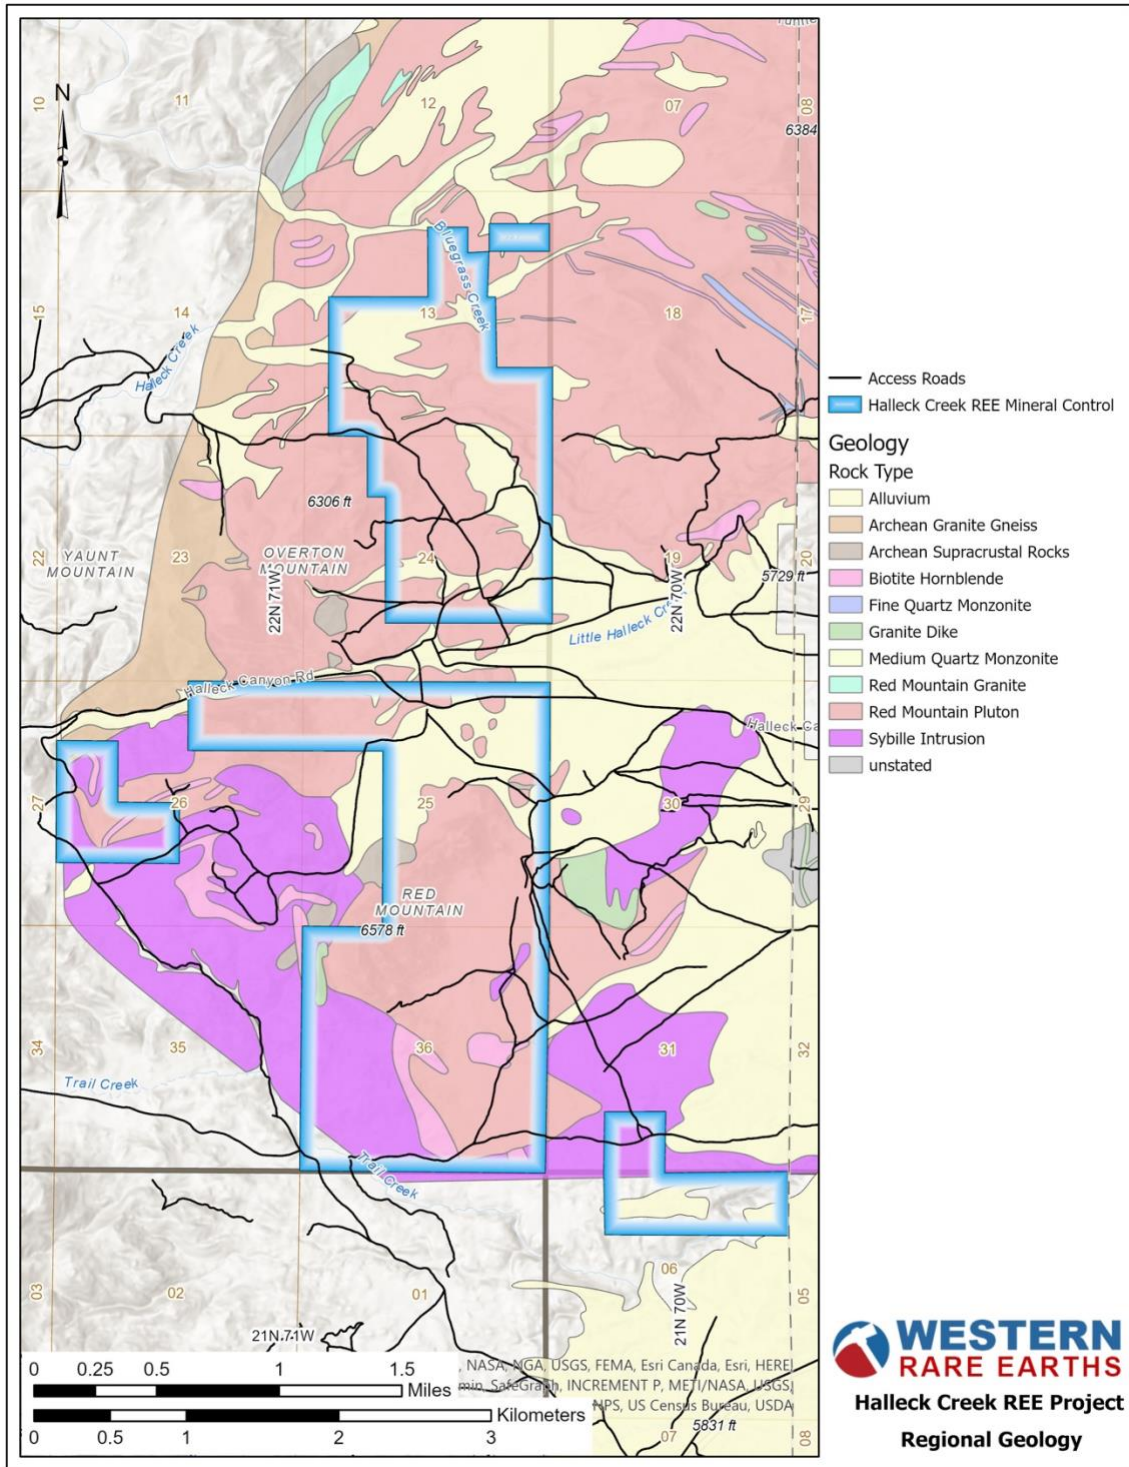 N
10
11
12
07
08
6384
Bluegrass Creek
15
14
13
18
17
Halleck Creek
6306 ft
22
YAUNT
MOUNTAIN
23
OVERTON
MOUNTAIN
22N 71W
24
19
22N 70W
20
5729 ft
Little Halleck Cre
Halleck Canyon Rd
Halleck Ca
27
26
25
30
29
RED
MOUNTAIN
6578 ft
34
35
36
31
32
Trail Creek
Trail Creek
03
02
01
06
05
21N 71W
21N 70W
07
08
5831 ft
Access Roads
Halleck Creek REE Mineral Control
Geology
Rock Type
Alluvium
Archean Granite Gneiss
Archean Supracrustal Rocks
Biotite Hornblende
Fine Quartz Monzonite
Granite Dike
Medium Quartz Monzonite
Red Mountain Granite
Red Mountain Pluton
Sybille Intrusion
unstated
0 0.25 0.5 1 1.5
Miles
Kilometers
0 0.5 1 2 3
, NASA, NGA, USGS, FEMA, Esri Canada, Esri, HERE,
min, SafeGraph, INCREMENT P, METI/NASA, USGS,
NPS, US Census Bureau, USDA
WESTERN
RARE EARTHS
Halleck Creek REE Project
Regional Geology